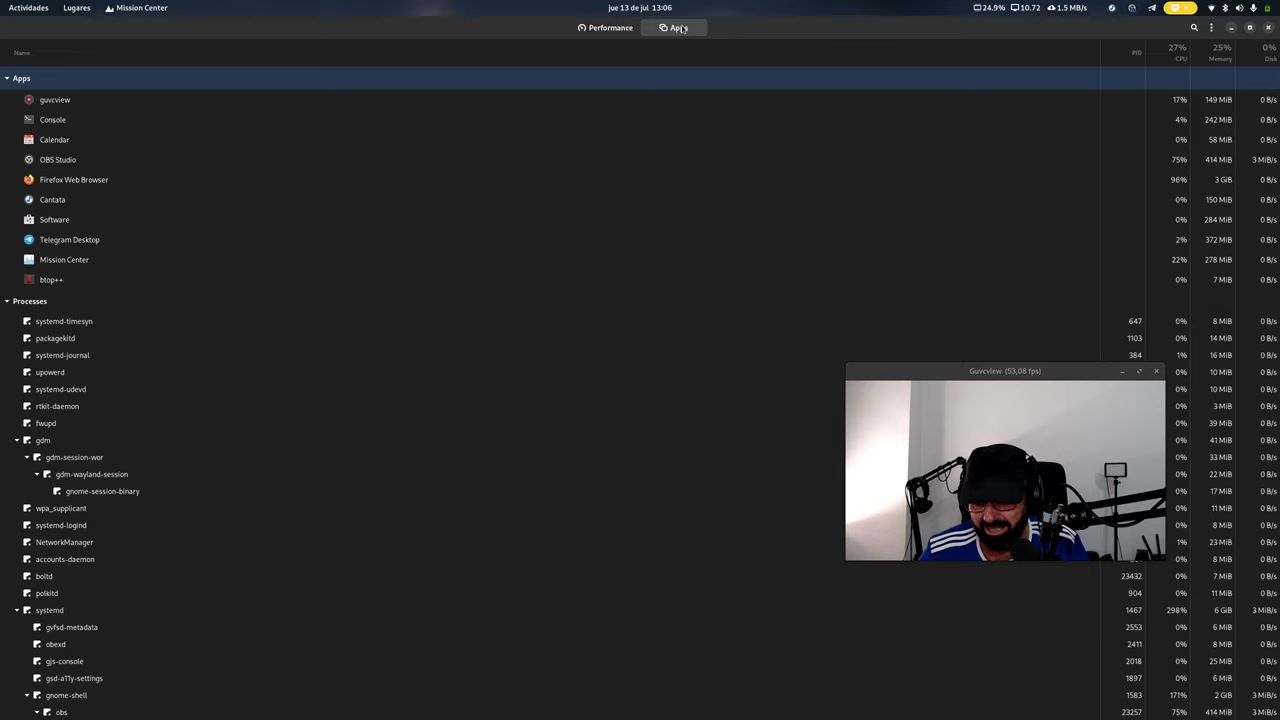 Actividades Lugares Mission Center jue 13 de jul 13:06 24.9% 10.72 1.5 MB/s
Performance Apps
Name PID 27% CPU 25% Memory 0% Disk
Apps
guvcview 17% 149 MiB 0 B/s
Console 4% 242 MiB 0 B/s
Calendar 0% 58 MiB 0 B/s
OBS Studio 75% 414 MiB 3 MiB/s
Firefox Web Browser 96% 3 GiB 0 B/s
Cantata 0% 150 MiB 0 B/s
Software 0% 284 MiB 0 B/s
Telegram Desktop 2% 372 MiB 0 B/s
Mission Center 22% 278 MiB 0 B/s
btop++ 0% 7 MiB 0 B/s
Processes
systemd-timesyn 647 0% 8 MiB 0 B/s
packagekitd 1103 0% 14 MiB 0 B/s
systemd-journal 384 1% 16 MiB 0 B/s
Guvcview (53,08 fps)
upowerd 0% 10 MiB 0 B/s
systemd-udevd 0% 10 MiB 0 B/s
rtkit-daemon 0% 3 MiB 0 B/s
fwupd 0% 39 MiB 0 B/s
gdm 0% 41 MiB 0 B/s
gdm-session-wor 0% 33 MiB 0 B/s
gdm-wayland-session 0% 22 MiB 0 B/s
gnome-session-binary 0% 17 MiB 0 B/s
wpa_supplicant 0% 11 MiB 0 B/s
systemd-logind 0% 8 MiB 0 B/s
NetworkManager 1% 23 MiB 0 B/s
accounts-daemon 0% 8 MiB 0 B/s
boltd 23432 0% 7 MiB 0 B/s
polkitd 904 0% 11 MiB 0 B/s
systemd 1467 298% 6 GiB 3 MiB/s
gvfsd-metadata 2553 0% 6 MiB 0 B/s
obexd 2411 0% 8 MiB 0 B/s
gjs-console 2018 0% 25 MiB 0 B/s
gsd-a11y-settings 1897 0% 6 MiB 0 B/s
gnome-shell 1583 171% 2 GiB 3 MiB/s
obs 23257 75% 414 MiB 3 MiB/s